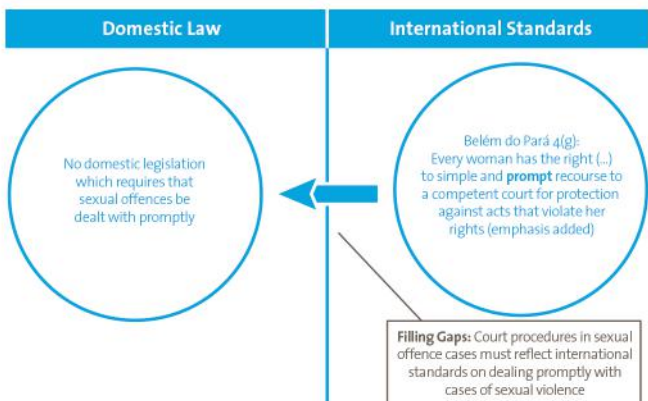 Domestic Law
International Standards
No domestic legislation
which requires that
sexual offences be
dealt with promptly
Belém do Pará 4(g):
Every woman has the right (...)
to simple and prompt recourse to
a competent court for protection
against acts that violate her
rights (emphasis added)
Filling Gaps: Court procedures in sexual
offence cases must reflect international
standards on dealing promptly with
cases of sexual violence